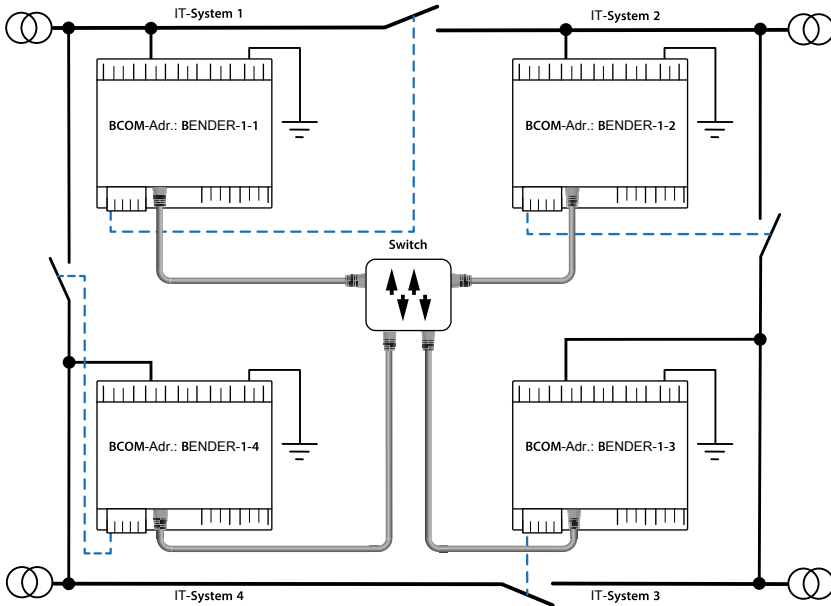 IT-System 1
IT-System 2
BCOM-Adr.: BENDER-1-1
BCOM-Adr.: BENDER-1-2
Switch
BCOM-Adr.: BENDER-1-4
BCOM-Adr.: BENDER-1-3
IT-System 4
IT-System 3